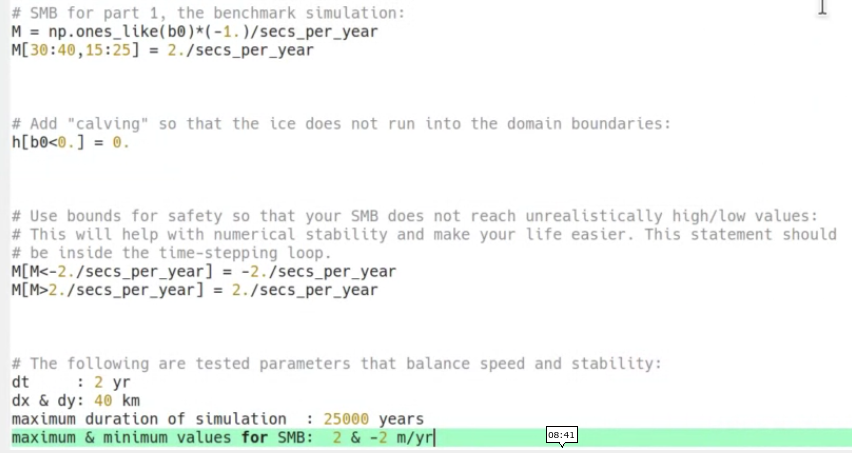 # SMB for part 1, the benchmark simulation:
M = np.ones_like(b0)*(-1.)/secs_per_year
M[30:40,15:25] = 2./secs_per_year
# Add "calving" so that the ice does not run into the domain boundaries:
h[b0<0.] = 0.
# Use bounds for safety so that your SMB does not reach unrealistically high/low values:
# This will help with numerical stability and make your life easier. This statement should
# be inside the time-stepping loop.
M[M<-2./secs_per_year] = -2./secs_per_year
M[M>2./secs_per_year] = 2./secs_per_year
# The following are tested parameters that balance speed and stability:
dt     : 2 yr
dx & dy: 40 km
maximum duration of simulation  : 25000 years
maximum & minimum values for SMB:  2 & -2 m/yr
08:41